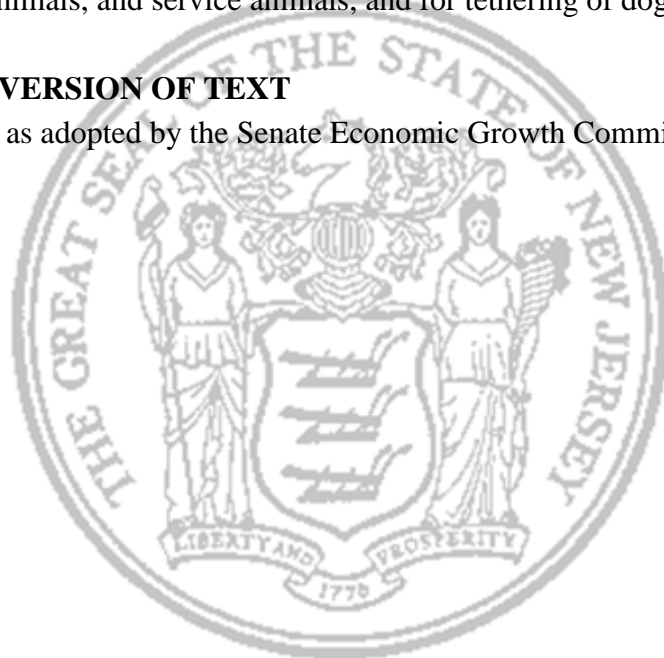 nimals, and service animals, and for tethering of dog
VERSION OF TEXT
as adopted by the Senate Economic Growth Commi
THE GREAT SEAL OF THE STATE OF NEW JERSEY
LIBERTY AND PROSPERITY
1776